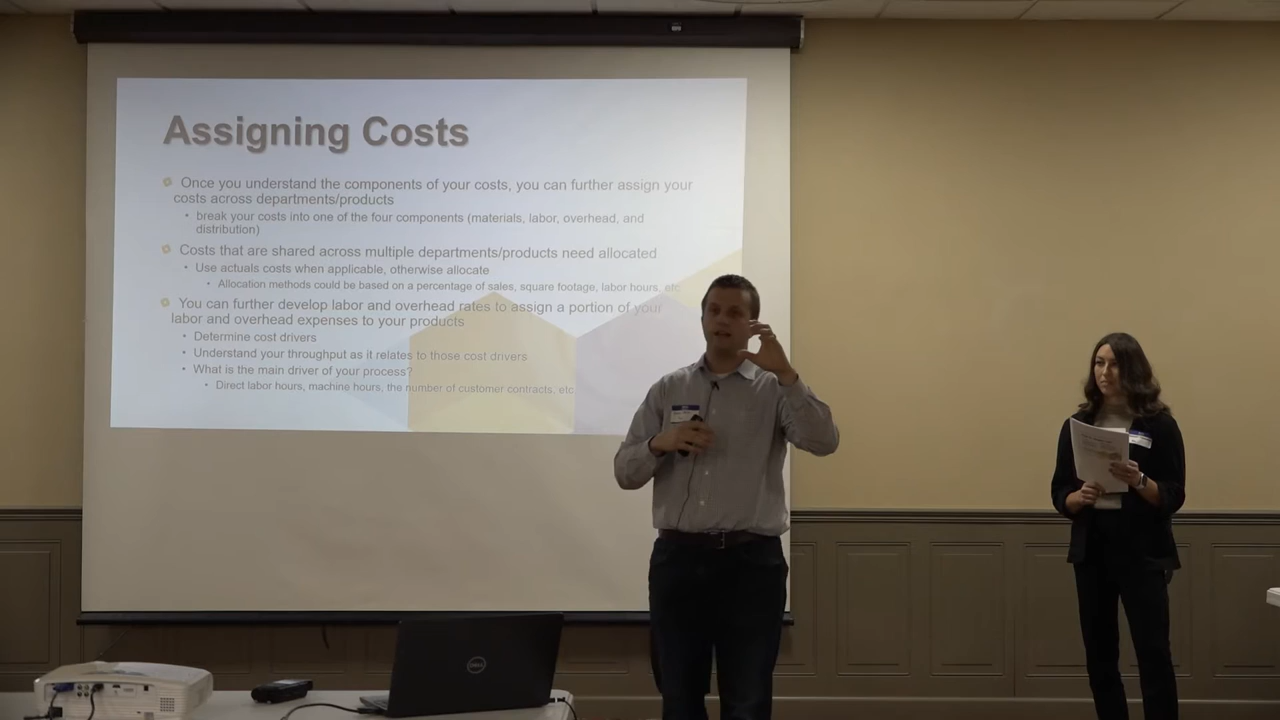 Assigning Costs
Once you understand the components of your costs, you can further assign your
costs across departments/products
• break your costs into one of the four components (materials, labor, overhead, and
distribution)
Costs that are shared across multiple departments/products need allocated
• Use actuals costs when applicable, otherwise allocate
• Allocation methods could be based on a percentage of sales, square footage, labor hours, etc
You can further develop labor and overhead rates to assign a portion of your
labor and overhead expenses to your products
• Determine cost drivers
• Understand your throughput as it relates to those cost drivers
• What is the main driver of your process?
• Direct labor hours, machine hours, the number of customer contracts, etc
DELL